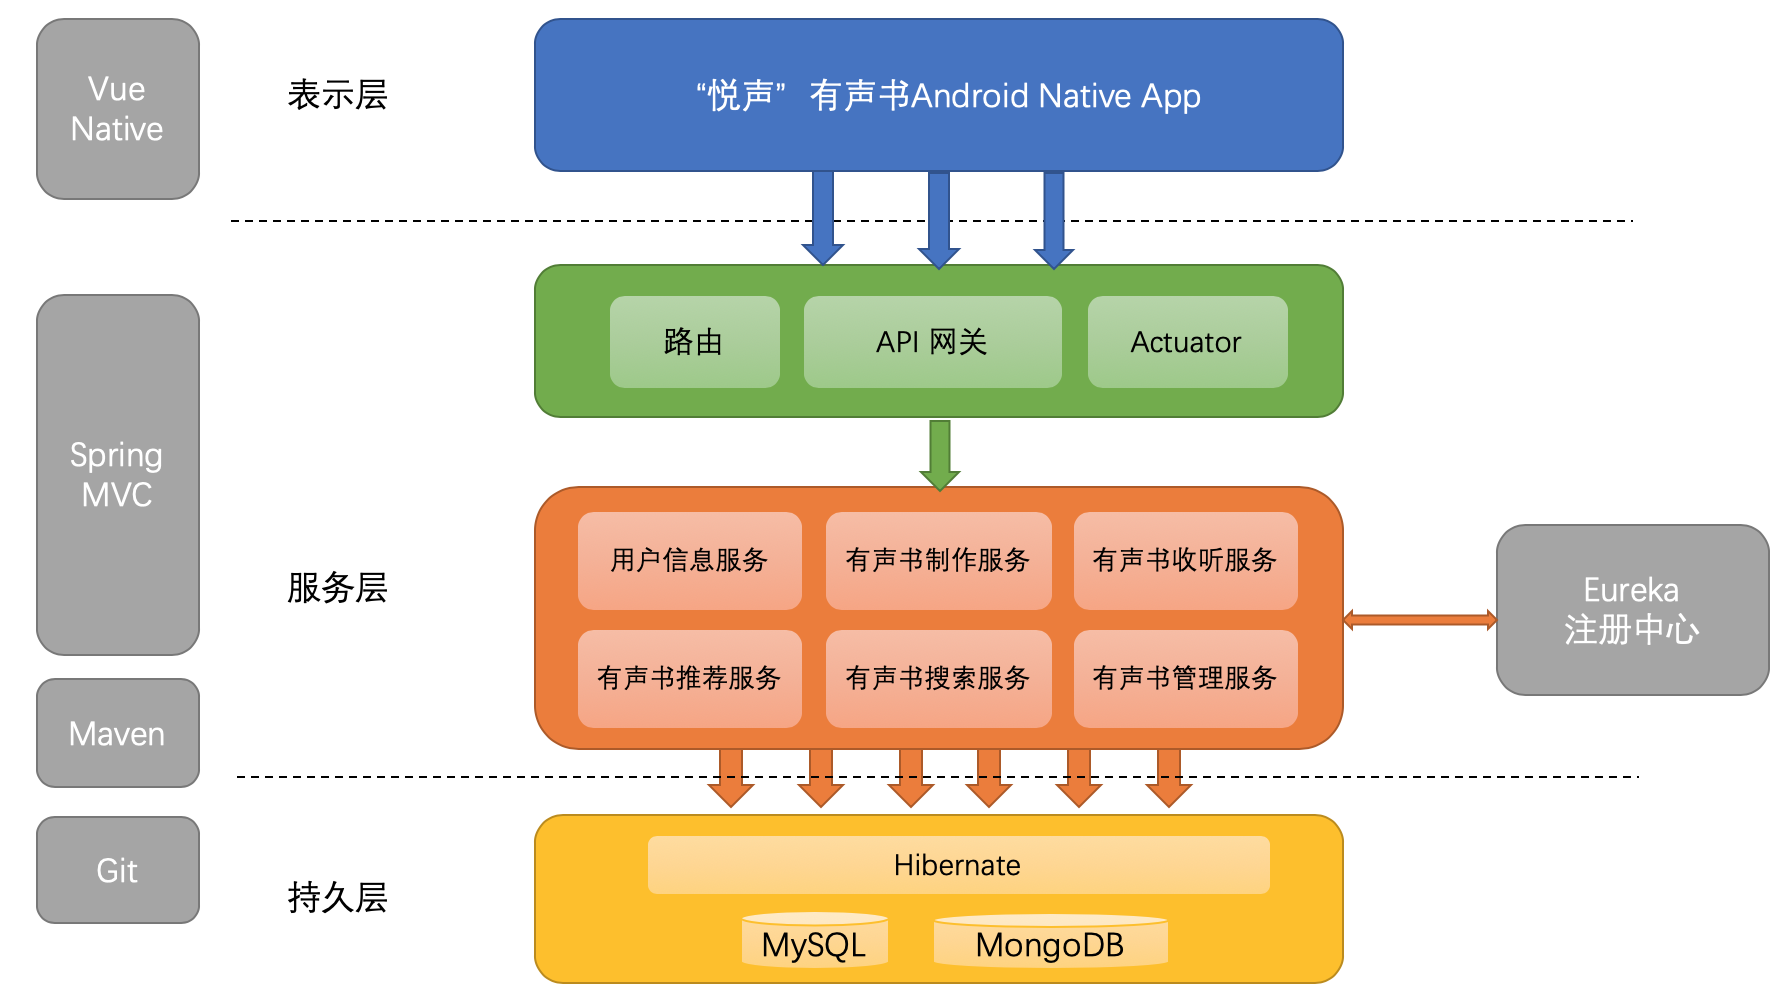 Vue
Native
表示层
“悦声” 有声书Android Native App
路由
API 网关
Actuator
Spring
MVC
服务层
用户信息服务
有声书制作服务
有声书收听服务
有声书推荐服务
有声书搜索服务
有声书管理服务
Eureka
注册中心
Maven
Git
持久层
Hibernate
MySQL
MongoDB